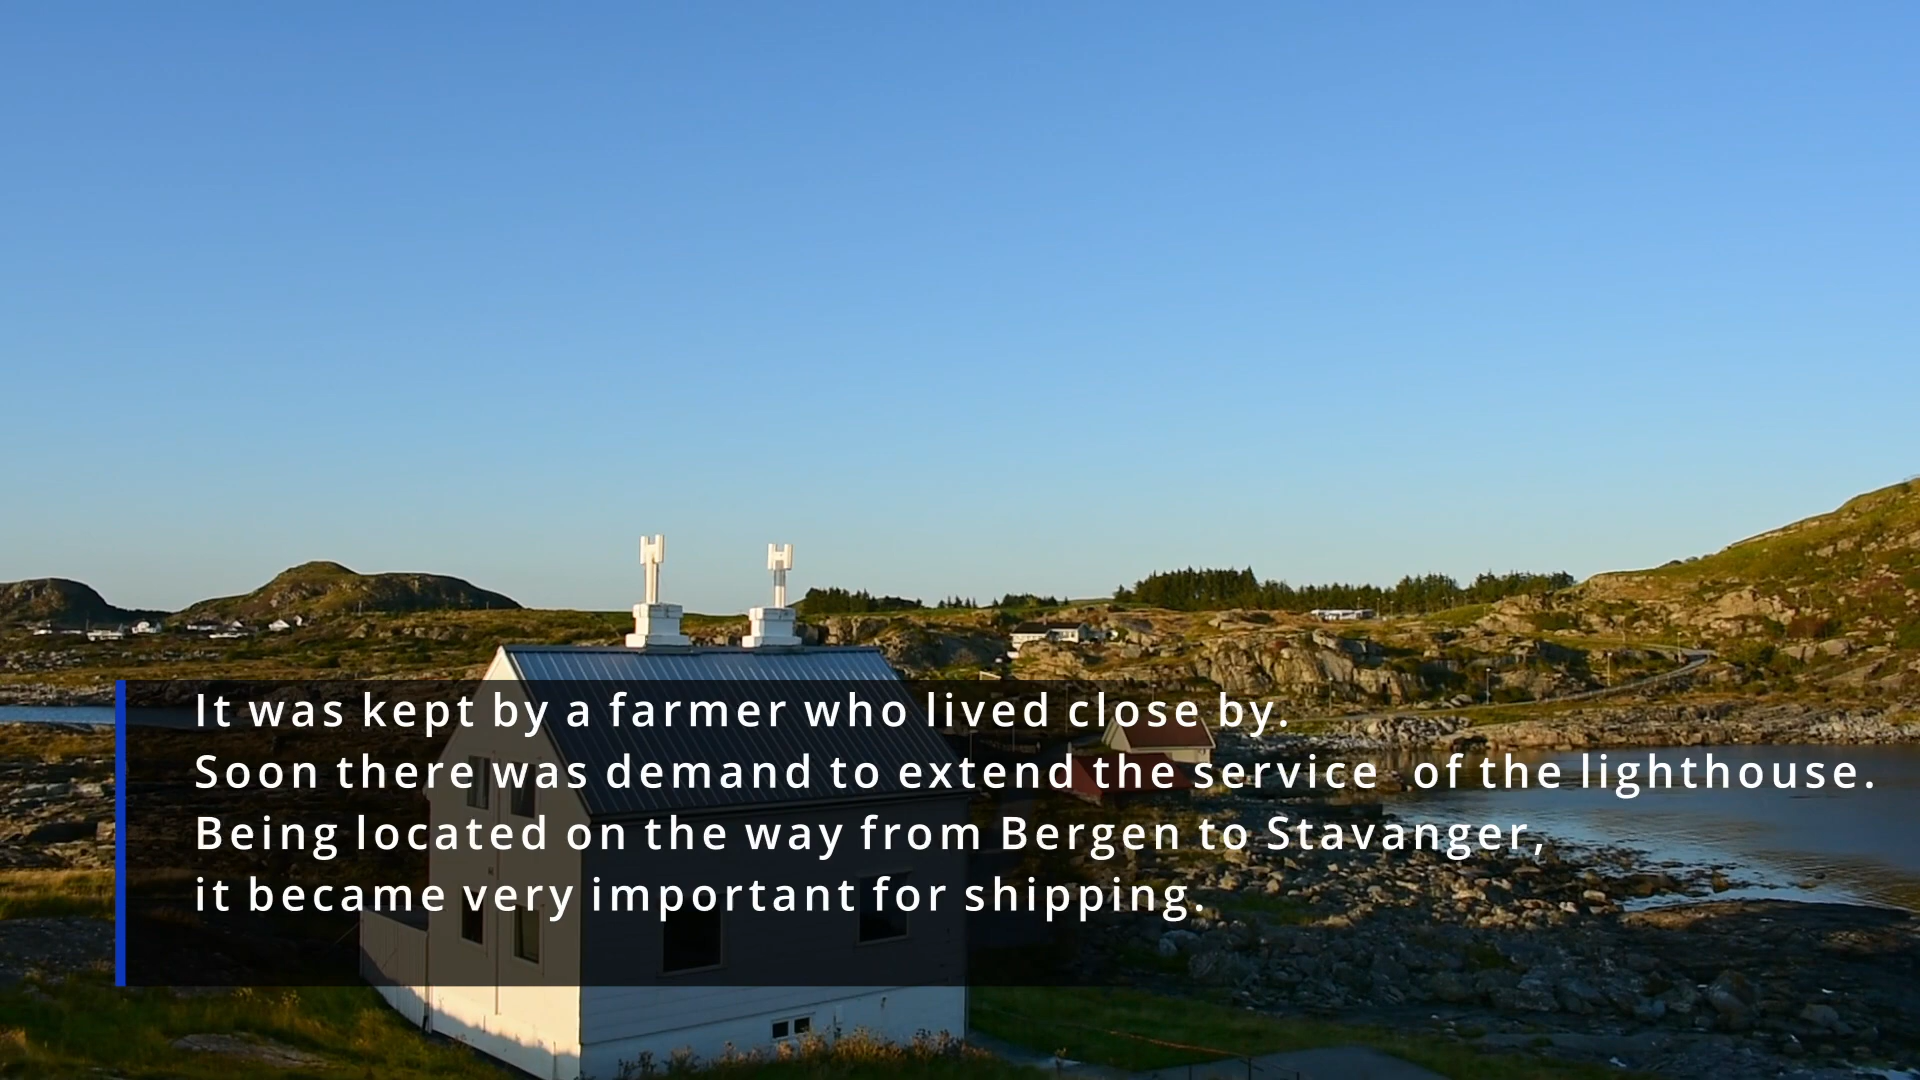 It was kept by a farmer who lived close by.
Soon there was demand to extend the service  of the lighthouse.
Being located on the way from Bergen to Stavanger,
it became very important for shipping.